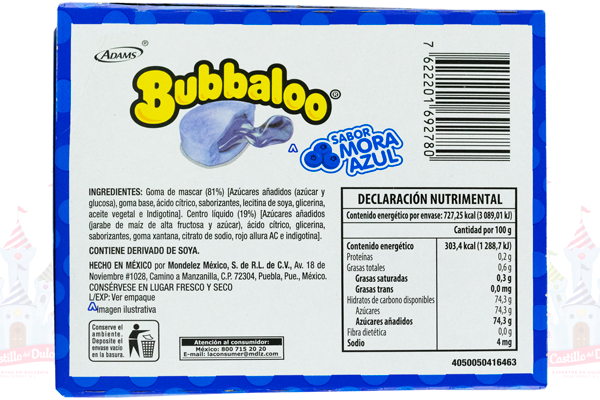 ADAMS®
Bubbaloo®
SABOR
MORA
AZUL
7 622201 692780
INGREDIENTES: Goma de mascar (81%) [Azúcares añadidos (azúcar y
glucosa), goma base, ácido cítrico, saborizantes, lecitina de soya, glicerina,
aceite vegetal e Indigotina]. Centro líquido (19%) [Azúcares añadidos
(jarabe de maíz de alta fructosa y azúcar), ácido cítrico, glicerina,
saborizantes, goma xantana, citrato de sodio, rojo allura AC e indigotina].
CONTIENE DERIVADO DE SOYA.
HECHO EN MÉXICO por Mondelez México, S. de R.L. de C.V., Av. 18 de
Noviembre #1028, Camino a Manzanilla, C.P. 72304, Puebla, Pue., México.
CONSÉRVESE EN LUGAR FRESCO Y SECO
L/EXP: Ver empaque
Imagen ilustrativa
Conserve el
ambiente.
Deposite el
envase vacío
en la basura.
Atención al consumidor:
México: 800 715 20 20
E-mail: laconsumer@mdlz.com
DECLARACIÓN NUTRIMENTAL
Contenido energético por envase: 727,25 kcal (3 089,01 kJ)
Cantidad por 100 g
Contenido energético 303,4 kcal (1 288,7 kJ)
Proteínas 0,2 g
Grasas totales 0,6 g
Grasas saturadas 0,3 g
Grasas trans 0,0 mg
Hidratos de carbono disponibles 74,3 g
Azúcares 74,3 g
Azúcares añadidos 74,3 g
Fibra dietética 0,0 g
Sodio 4 mg
4050050416463